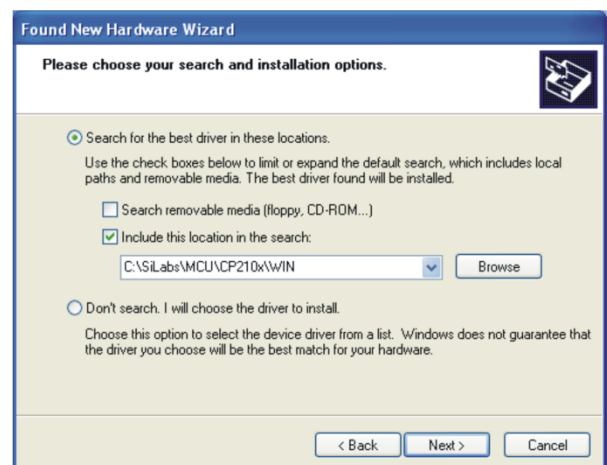 Found New Hardware Wizard
Please choose your search and installation options.
Search for the best driver in these locations.
Use the check boxes below to limit or expand the default search, which includes local
paths and removable media. The best driver found will be installed.
Search removable media (floppy, CD-ROM...)
Include this location in the search:
C:\SiLabs\MCU\CP210x\WIN
Browse
Don't search. I will choose the driver to install.
Choose this option to select the device driver from a list. Windows does not guarantee that
the driver you choose will be the best match for your hardware.
< Back Next > Cancel